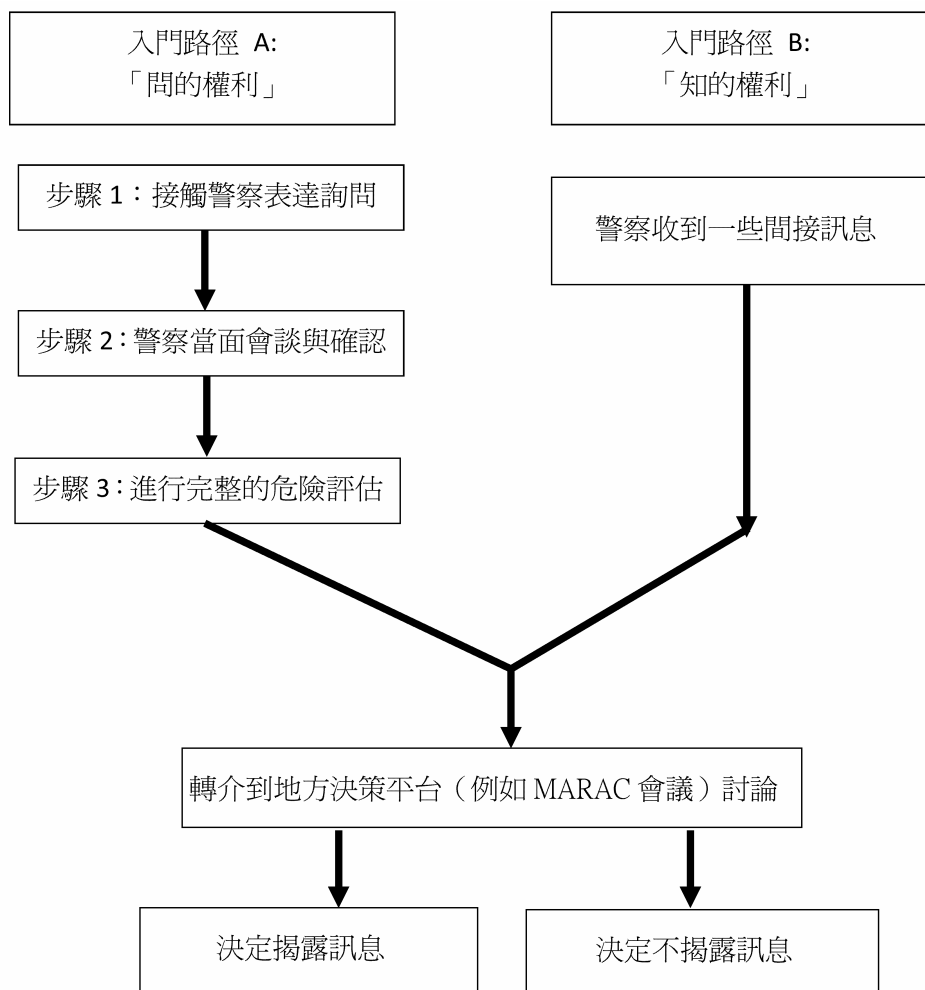 入門路徑 A:
「問的權利」
入門路徑 B:
「知的權利」
步驟 1：接觸警察表達詢問
警察收到一些間接訊息
步驟 2：警察當面會談與確認
步驟 3：進行完整的危險評估
轉介到地方決策平台（例如 MARAC 會議）討論
決定揭露訊息
決定不揭露訊息